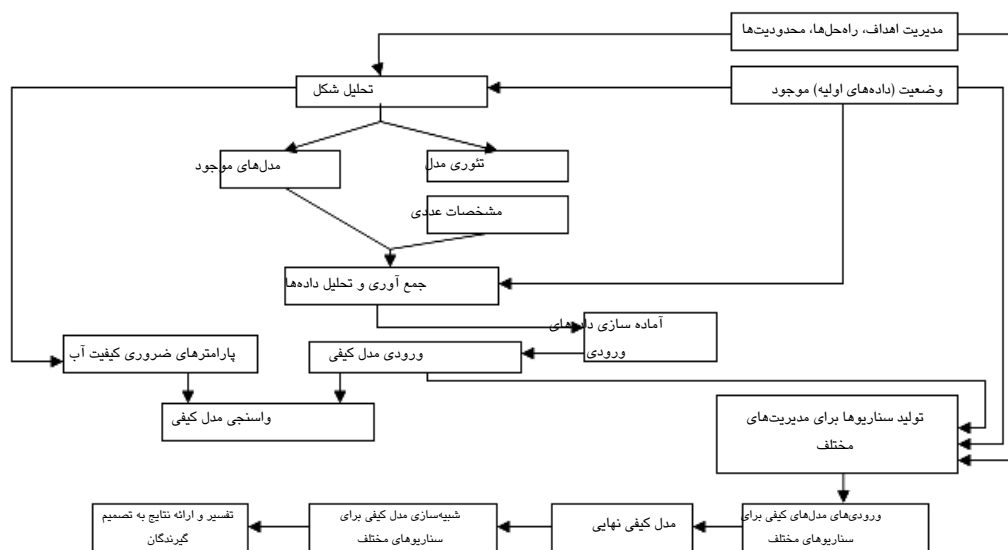 مدیریت اهداف، راه‌حل‌ها، محدودیت‌ها
وضعیت (داده‌های اولیه) موجود
تحلیل شکل
مدل‌های موجود
تئوری مدل
مشخصات عددی
جمع آوری و تحلیل داده‌ها
آماده سازی داده‌های
ورودی
ورودی مدل کیفی
پارامترهای ضروری کیفیت آب
واسنجی مدل کیفی
تولید سناریوها برای مدیریت‌های
مختلف
ورودی‌های مدل‌های کیفی برای
سناریوهای مختلف
مدل کیفی نهایی
شبیه‌سازی مدل کیفی برای
سناریوهای مختلف
تفسیر و ارائه نتایج به تصمیم
گیرندگان